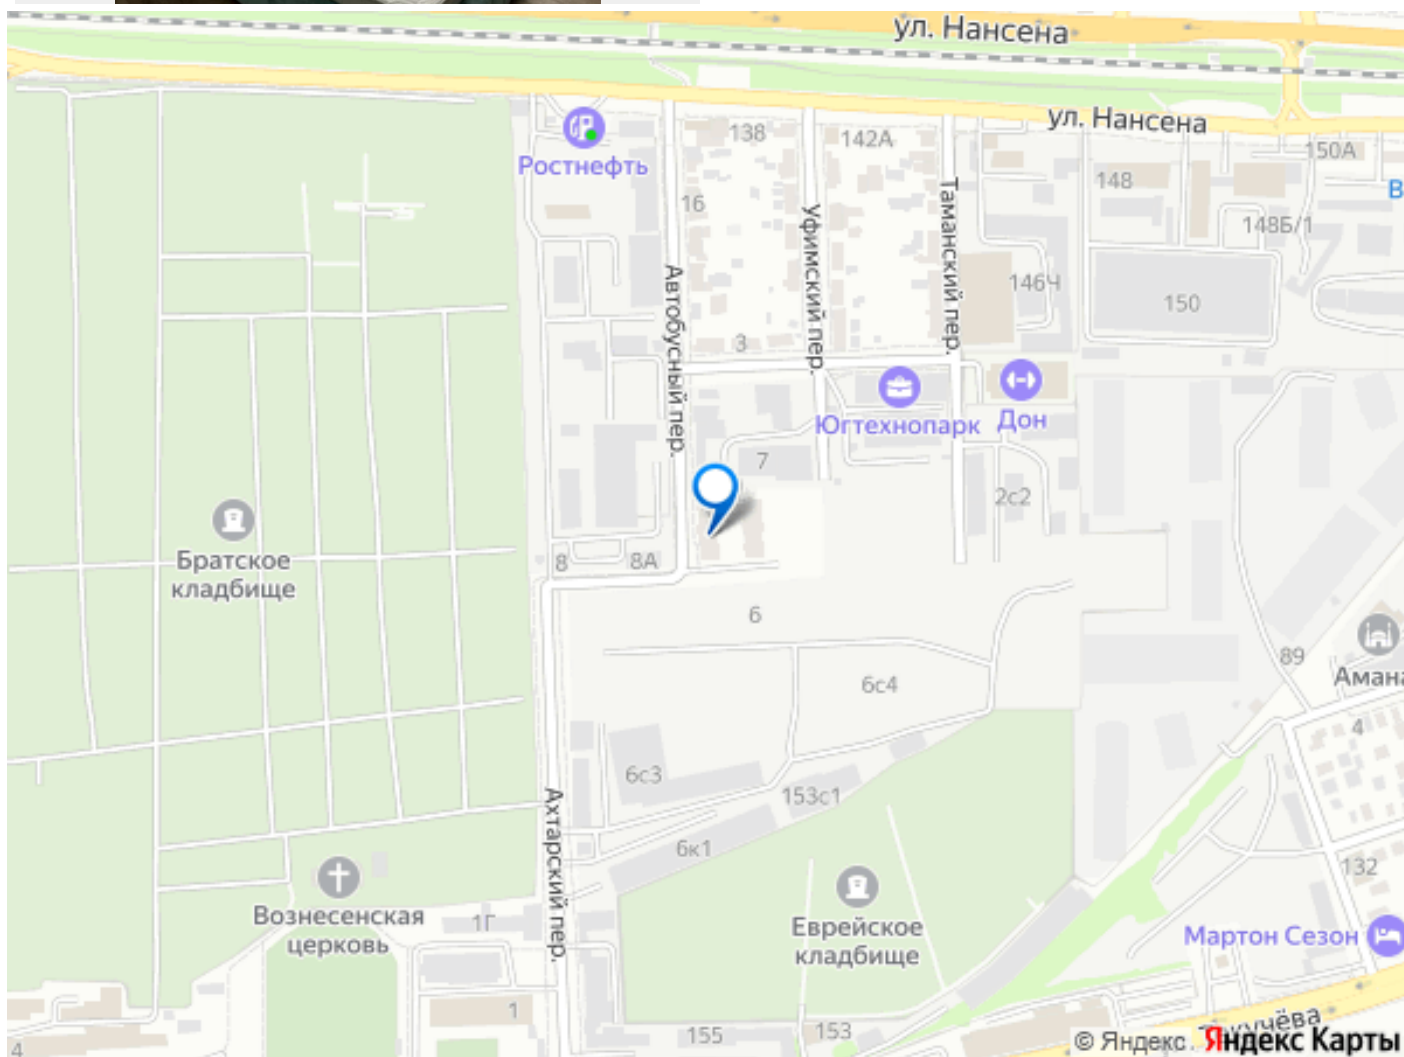 ул. Нансена
ул. Нансена
Ростнефть
138
142А
150А
148
В
16
148Б/1
Автобусный пер.
Уфимский пер.
Таманский пер.
146Ч
150
3
Югтехнопарк
Дон
7
2с2
Братское
кладбище
8
8А
6
89
Амана
6с4
4
6с3
153с1
Ахтарский пер.
6к1
132
Вознесенская
церковь
1Г
Еврейское
кладбище
Мартон Сезон
1
155
153
4
© Яндекс
Яндекс Карты